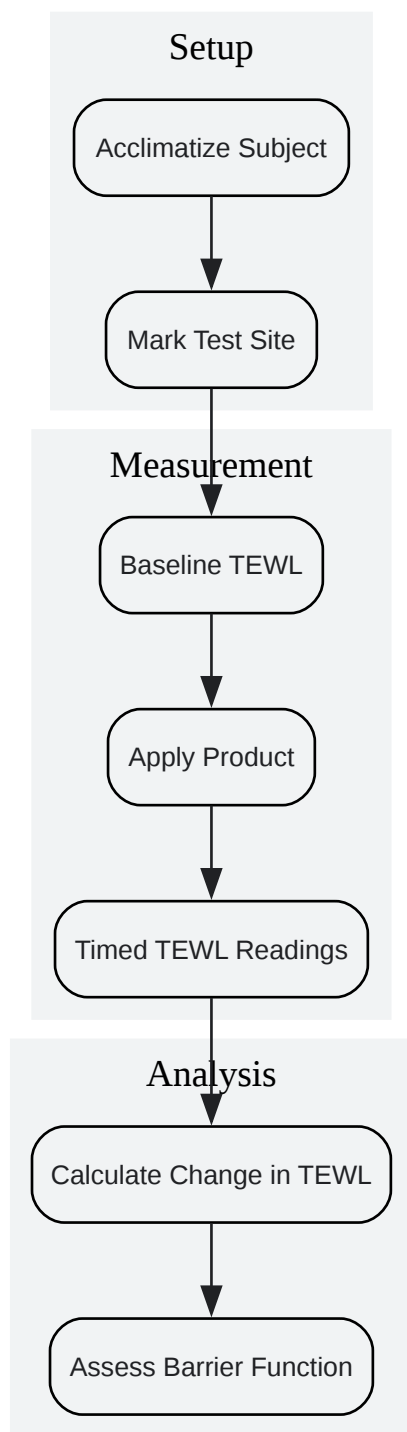 Setup
Acclimatize Subject
Mark Test Site
Measurement
Baseline TEWL
Apply Product
Timed TEWL Readings
Analysis
Calculate Change in TEWL
Assess Barrier Function